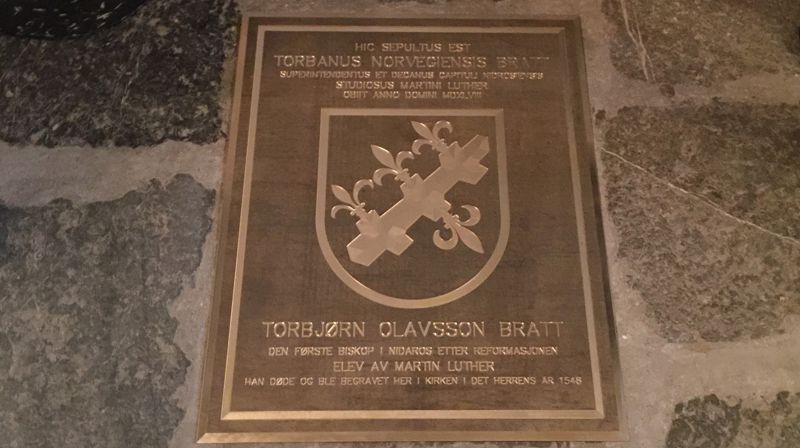 HIC SEPULTUS EST
TORBANUS NORVEGIENSIS BRATT
SUPERINTENDENTUS ET DECANUS CAPITULI NIDROSIENSIS
STUDIOSUS MARTINI LUTHER
OBIIT ANNO DOMINI MDXLVIII
TORBJØRN OLAVSSON BRATT
DEN FØRSTE BISKOP I NIDAROS ETTER REFORMASJONEN
ELEV AV MARTIN LUTHER
HAN DØDE OG BLE BEGRAVET HER I KIRKEN I DET HERRENS ÅR 1548